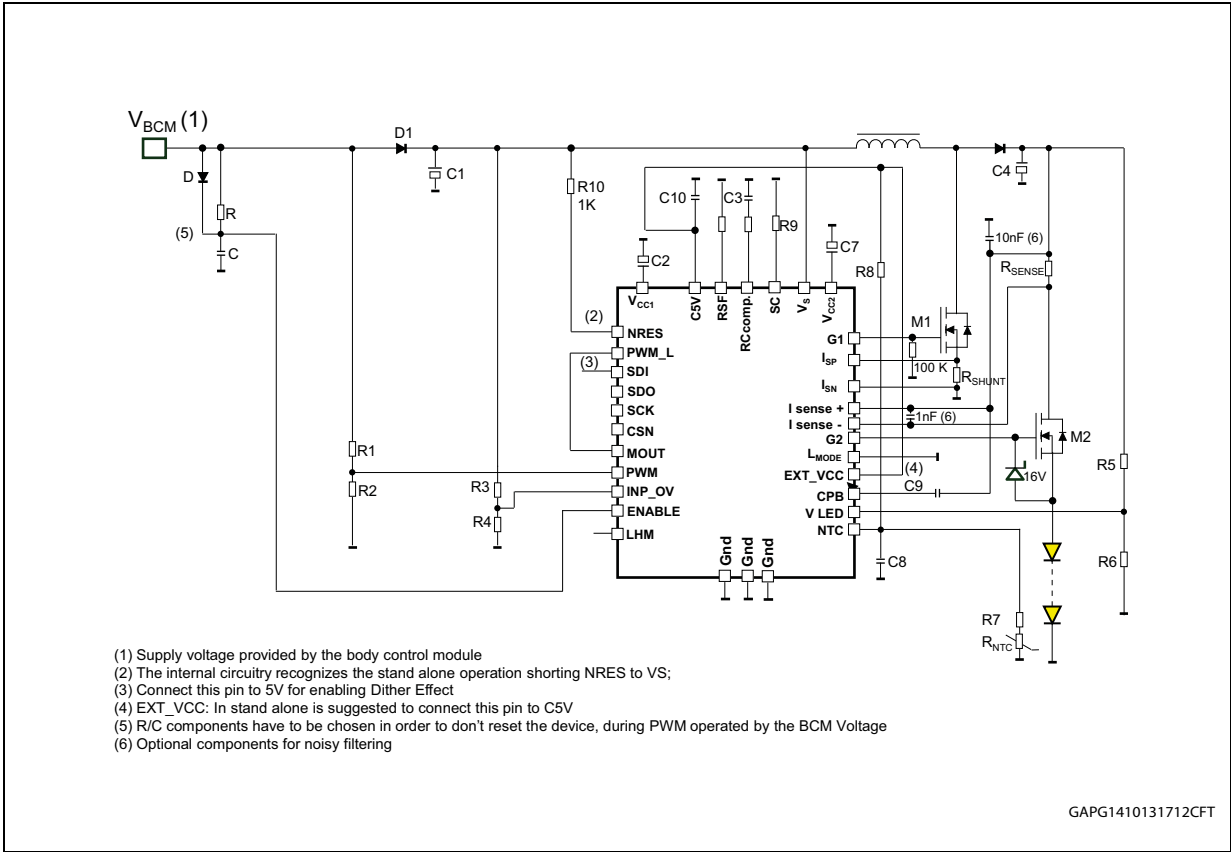 V_BCM (1)
D1
D
C1
R
(5)
C
R10
1K
C10
C3
R9
C2
C7
R8
C4
10nF (6)
R_SENSE
V_CC1
C5V
RSF
RCcomp.
SC
V_S
V_CC2
(2)
NRES
PWM_L
(3)
SDI
SDO
SCK
CSN
MOUT
PWM
INP_OV
ENABLE
LHM
G1
I_SP
I_SN
I sense +
I sense -
G2
L_MODE
EXT_VCC
CPB
V LED
NTC
Gnd
Gnd
Gnd
M1
100 K
R_SHUNT
1nF (6)
M2
16V
(4)
C9
R1
R2
R3
R4
R5
R6
C8
R7
R_NTC
(1) Supply voltage provided by the body control module
(2) The internal circuitry recognizes the stand alone operation shorting NRES to VS;
(3) Connect this pin to 5V for enabling Dither Effect
(4) EXT_VCC: In stand alone is suggested to connect this pin to C5V
(5) R/C components have to be chosen in order to don't reset the device, during PWM operated by the BCM Voltage
(6) Optional components for noisy filtering
GAPG1410131712CFT